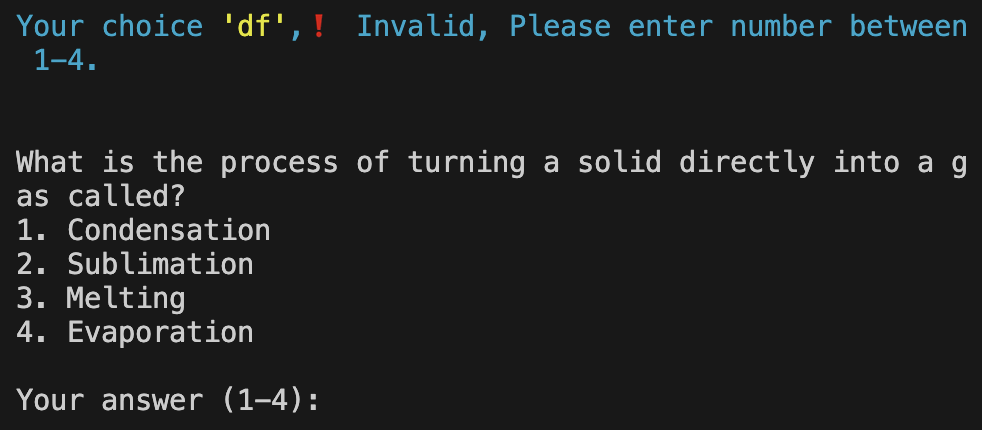 Your choice 'df',❗ Invalid, Please enter number between
1-4.
What is the process of turning a solid directly into a g
as called?
1. Condensation
2. Sublimation
3. Melting
4. Evaporation
Your answer (1-4):